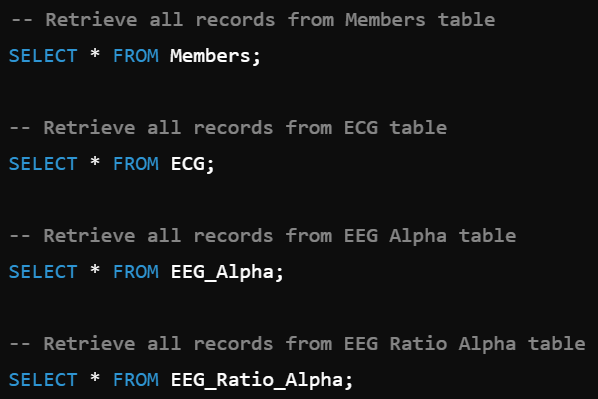 -- Retrieve all records from Members table
SELECT * FROM Members;
-- Retrieve all records from ECG table
SELECT * FROM ECG;
-- Retrieve all records from EEG Alpha table
SELECT * FROM EEG_Alpha;
-- Retrieve all records from EEG Ratio Alpha table
SELECT * FROM EEG_Ratio_Alpha;